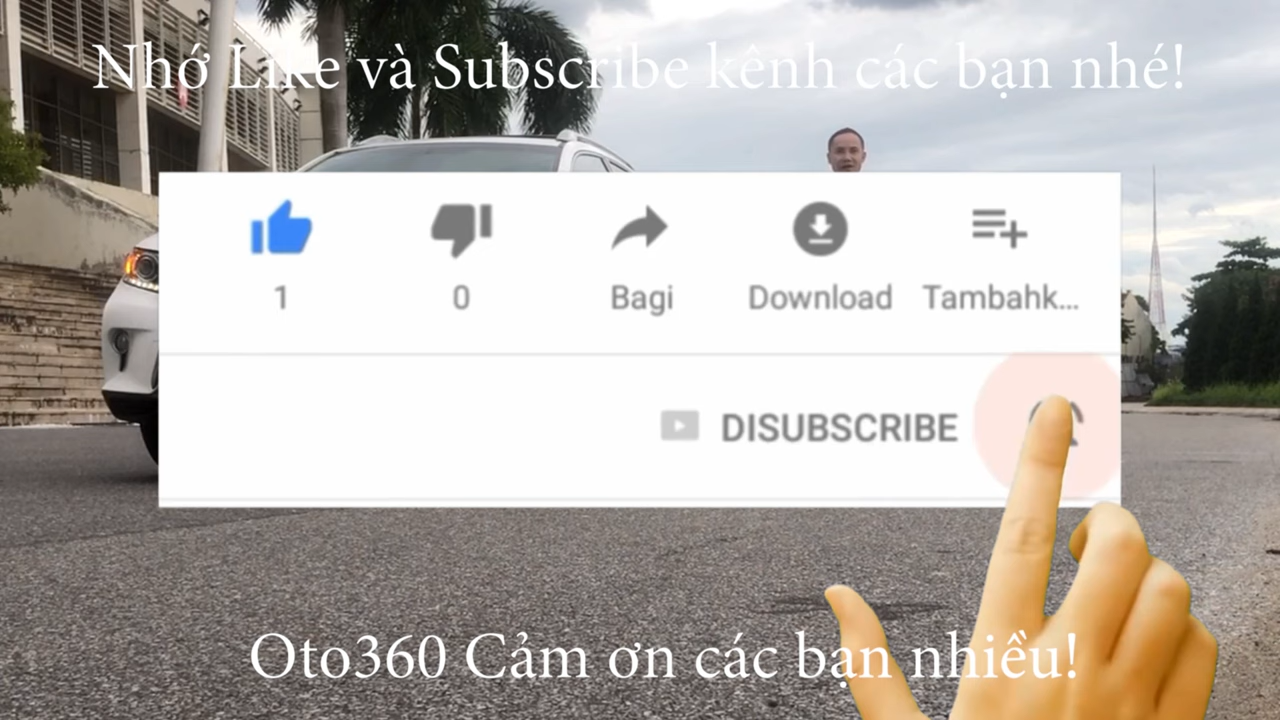 Nhớ Like và Subscribe kênh các bạn nhé!
1 0 Bagi Download Tambahk...
DISUBSCRIBE
Oto360 Cảm ơn các bạn nhiều!